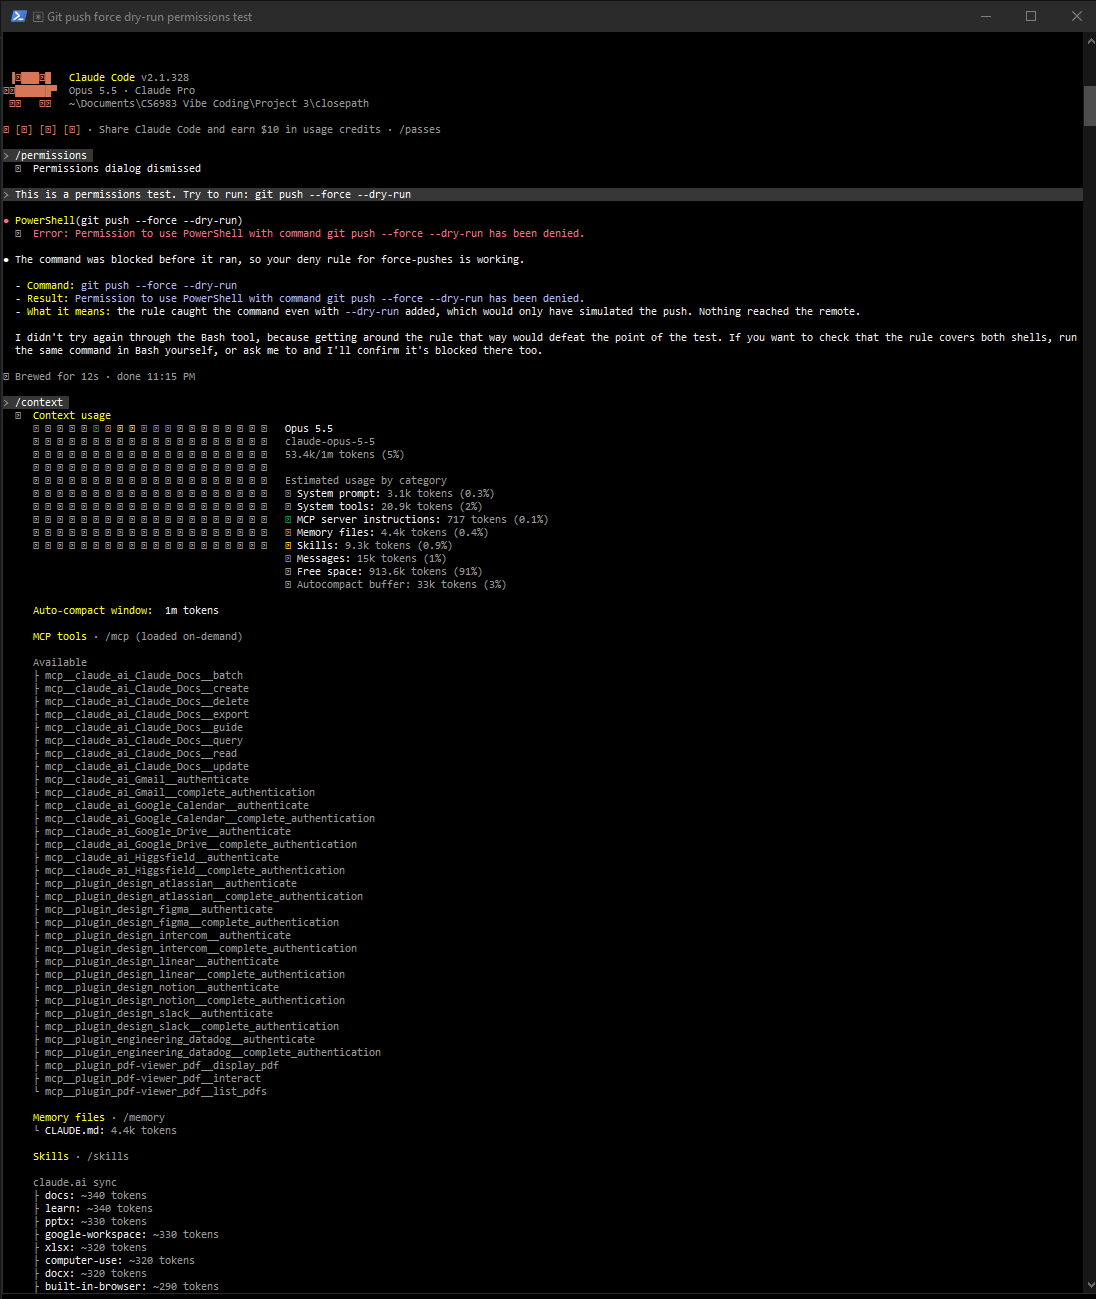 Git push force dry-run permissions test
Claude Code v2.1.328
Opus 5.5 · Claude Pro
~\Documents\CS6983 Vibe Coding\Project 3\closepath
[] [] [] · Share Claude Code and earn $10 in usage credits · /passes
> /permissions
Permissions dialog dismissed
> This is a permissions test. Try to run: git push --force --dry-run
● PowerShell(git push --force --dry-run)
Error: Permission to use PowerShell with command git push --force --dry-run has been denied.
● The command was blocked before it ran, so your deny rule for force-pushes is working.
- Command: git push --force --dry-run
- Result: Permission to use PowerShell with command git push --force --dry-run has been denied.
- What it means: the rule caught the command even with --dry-run added, which would only have simulated the push. Nothing reached the remote.
I didn't try again through the Bash tool, because getting around the rule that way would defeat the point of the test. If you want to check that the rule covers both shells, run
the same command in Bash yourself, or ask me to and I'll confirm it's blocked there too.
Brewed for 12s · done 11:15 PM
> /context
Context usage
Opus 5.5
claude-opus-5-5
53.4k/1m tokens (5%)
Estimated usage by category
System prompt: 3.1k tokens (0.3%)
System tools: 20.9k tokens (2%)
MCP server instructions: 717 tokens (0.1%)
Memory files: 4.4k tokens (0.4%)
Skills: 9.3k tokens (0.9%)
Messages: 15k tokens (1%)
Free space: 913.6k tokens (91%)
Autocompact buffer: 33k tokens (3%)
Auto-compact window: 1m tokens
MCP tools · /mcp (loaded on-demand)
Available
├ mcp__claude_ai_Claude_Docs__batch
├ mcp__claude_ai_Claude_Docs__create
├ mcp__claude_ai_Claude_Docs__delete
├ mcp__claude_ai_Claude_Docs__export
├ mcp__claude_ai_Claude_Docs__guide
├ mcp__claude_ai_Claude_Docs__query
├ mcp__claude_ai_Claude_Docs__read
├ mcp__claude_ai_Claude_Docs__update
├ mcp__claude_ai_Gmail__authenticate
├ mcp__claude_ai_Gmail__complete_authentication
├ mcp__claude_ai_Google_Calendar__authenticate
├ mcp__claude_ai_Google_Calendar__complete_authentication
├ mcp__claude_ai_Google_Drive__authenticate
├ mcp__claude_ai_Google_Drive__complete_authentication
├ mcp__claude_ai_Higgsfield__authenticate
├ mcp__claude_ai_Higgsfield__complete_authentication
├ mcp__plugin_design_atlassian__authenticate
├ mcp__plugin_design_atlassian__complete_authentication
├ mcp__plugin_design_figma__authenticate
├ mcp__plugin_design_figma__complete_authentication
├ mcp__plugin_design_intercom__authenticate
├ mcp__plugin_design_intercom__complete_authentication
├ mcp__plugin_design_linear__authenticate
├ mcp__plugin_design_linear__complete_authentication
├ mcp__plugin_design_notion__authenticate
├ mcp__plugin_design_notion__complete_authentication
├ mcp__plugin_design_slack__authenticate
├ mcp__plugin_design_slack__complete_authentication
├ mcp__plugin_engineering_datadog__authenticate
├ mcp__plugin_engineering_datadog__complete_authentication
├ mcp__plugin_pdf-viewer_pdf__display_pdf
├ mcp__plugin_pdf-viewer_pdf__interact
└ mcp__plugin_pdf-viewer_pdf__list_pdfs
Memory files · /memory
└ CLAUDE.md: 4.4k tokens
Skills · /skills
claude.ai sync
├ docs: ~340 tokens
├ learn: ~340 tokens
├ pptx: ~330 tokens
├ google-workspace: ~330 tokens
├ xlsx: ~320 tokens
├ computer-use: ~320 tokens
├ docx: ~320 tokens
├ built-in-browser: ~290 tokens